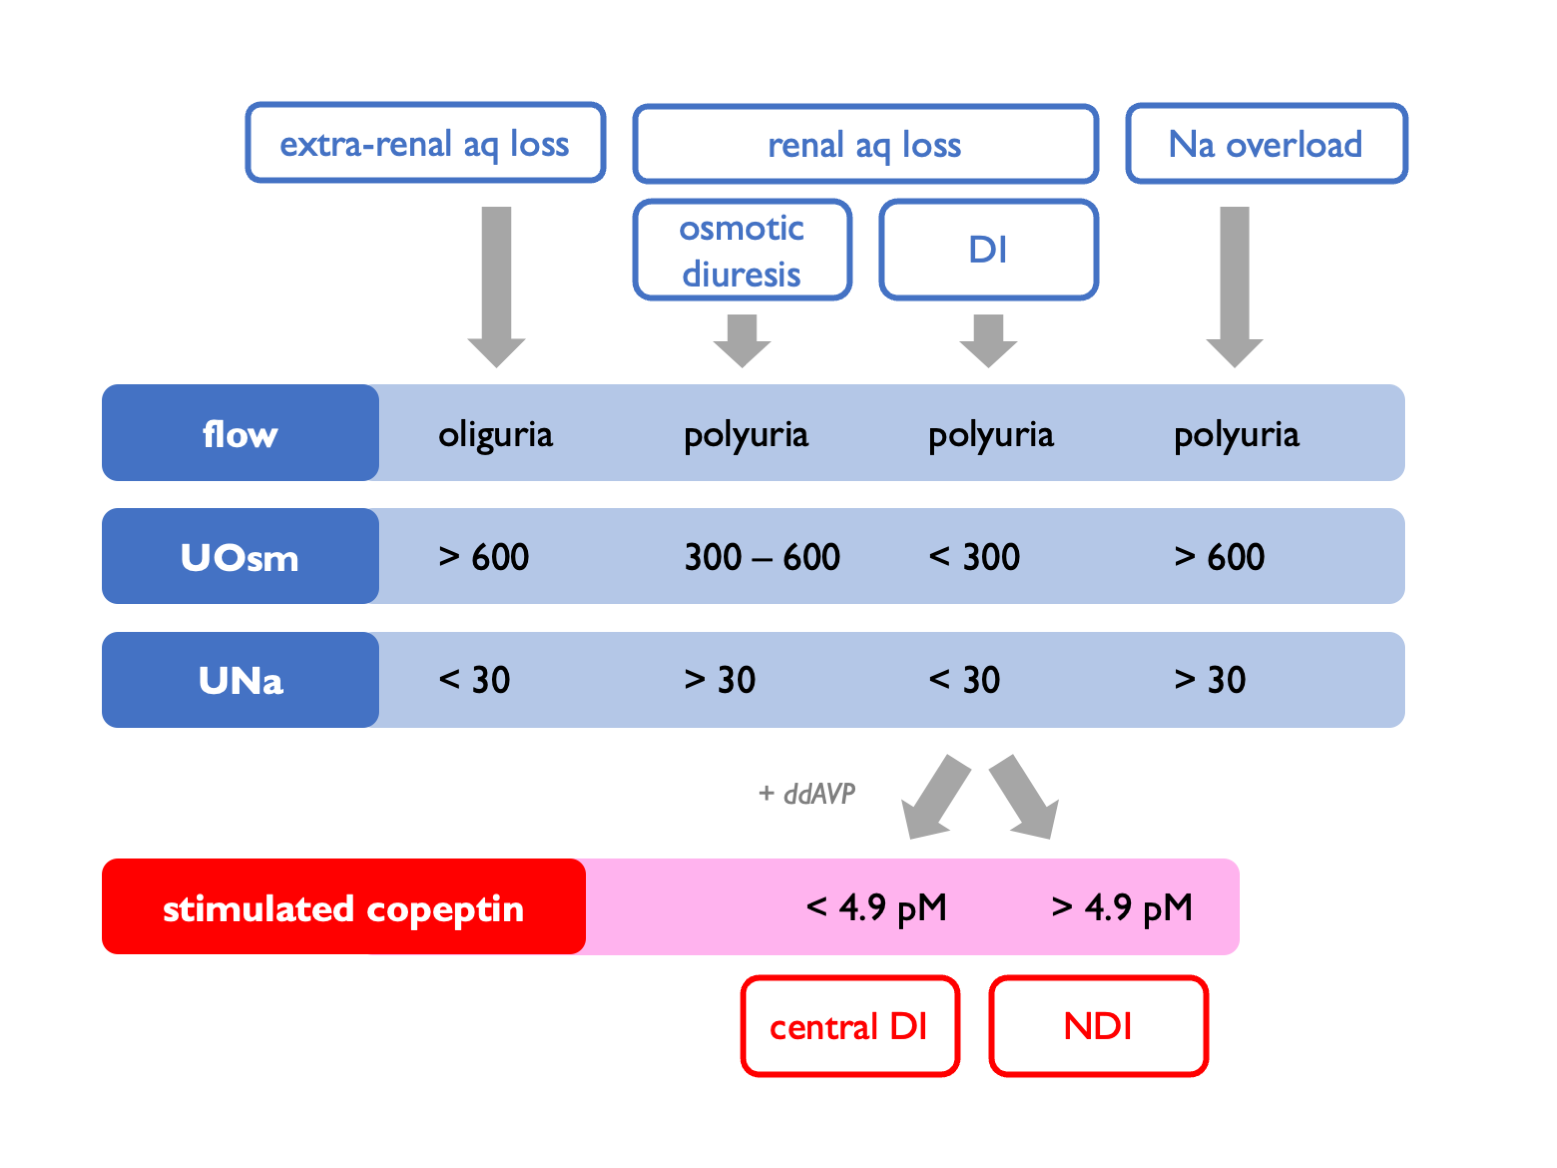 extra-renal aq loss
renal aq loss
Na overload
osmotic
diuresis
DI
flow oliguria polyuria polyuria polyuria
UOsm > 600 300 – 600 < 300 > 600
UNa < 30 > 30 < 30 > 30
+ ddAVP
stimulated copeptin < 4.9 pM > 4.9 pM
central DI
NDI